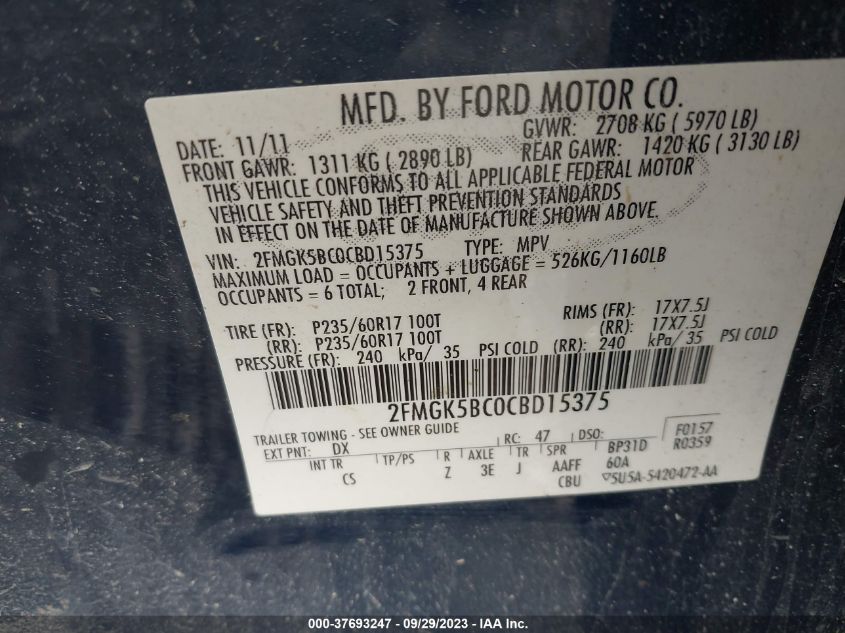 MFD. BY FORD MOTOR CO.
DATE: 11/11 GVWR: 2708 KG ( 5970 LB)
FRONT GAWR: 1311 KG ( 2890 LB) REAR GAWR: 1420 KG ( 3130 LB)
THIS VEHICLE CONFORMS TO ALL APPLICABLE FEDERAL MOTOR
VEHICLE SAFETY AND THEFT PREVENTION STANDARDS
IN EFFECT ON THE DATE OF MANUFACTURE SHOWN ABOVE.
VIN: 2FMGK5BC0CBD15375 TYPE: MPV
MAXIMUM LOAD = OCCUPANTS + LUGGAGE = 526KG/1160LB
OCCUPANTS = 6 TOTAL; 2 FRONT, 4 REAR
TIRE (FR): P235/60R17 100T RIMS (FR): 17X7.5J
(RR): P235/60R17 100T (RR): 17X7.5J
PRESSURE (FR): 240 kPa/ 35 PSI COLD (RR): 240 kPa/ 35 PSI COLD
2FMGK5BC0CBD15375
TRAILER TOWING - SEE OWNER GUIDE
EXT PNT: DX RC: 47 DSO: F0157
INT TR TP/PS R AXLE TR SPR BP31D R0359
CS Z 3E J AAFF 60A
CBU ▽5U5A-5420472-AA
000-37693247 - 09/29/2023 - IAA Inc.